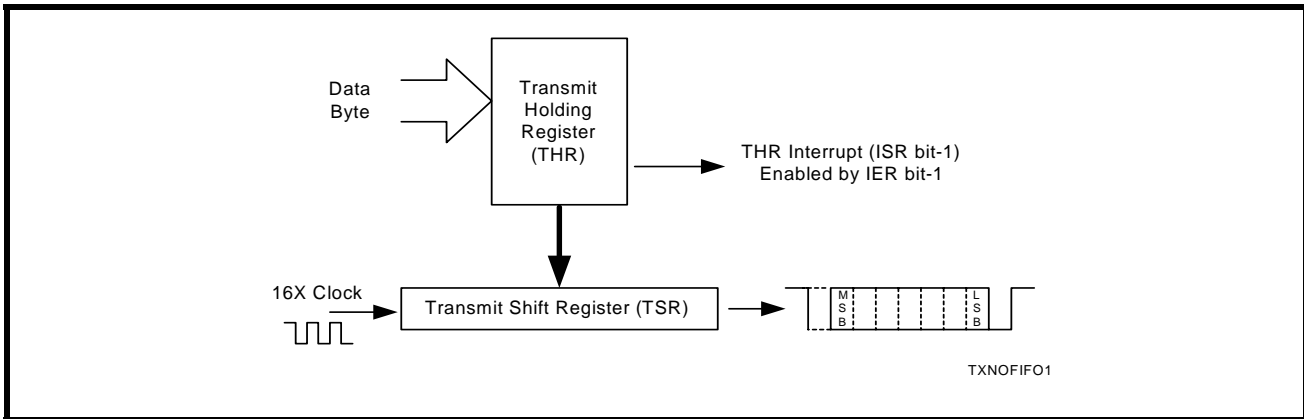 Data
Byte
Transmit
Holding
Register
(THR)
THR Interrupt (ISR bit-1)
Enabled by IER bit-1
16X Clock
Transmit Shift Register (TSR)
M
S
B
L
S
B
TXNOFIFO1